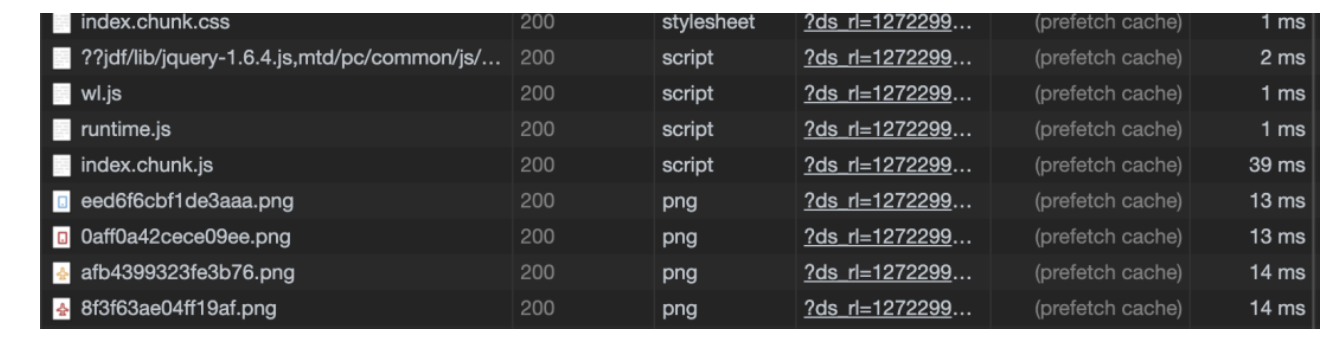 index.chunk.css 200 stylesheet ?ds_rl=1272299... (prefetch cache) 1 ms
??jdf/lib/jquery-1.6.4.js,mtd/pc/common/js/... 200 script ?ds_rl=1272299... (prefetch cache) 2 ms
wl.js 200 script ?ds_rl=1272299... (prefetch cache) 1 ms
runtime.js 200 script ?ds_rl=1272299... (prefetch cache) 1 ms
index.chunk.js 200 script ?ds_rl=1272299... (prefetch cache) 39 ms
eed6f6cbf1de3aaa.png 200 png ?ds_rl=1272299... (prefetch cache) 13 ms
0aff0a42cece09ee.png 200 png ?ds_rl=1272299... (prefetch cache) 13 ms
afb4399323fe3b76.png 200 png ?ds_rl=1272299... (prefetch cache) 14 ms
8f3f63ae04ff19af.png 200 png ?ds_rl=1272299... (prefetch cache) 14 ms